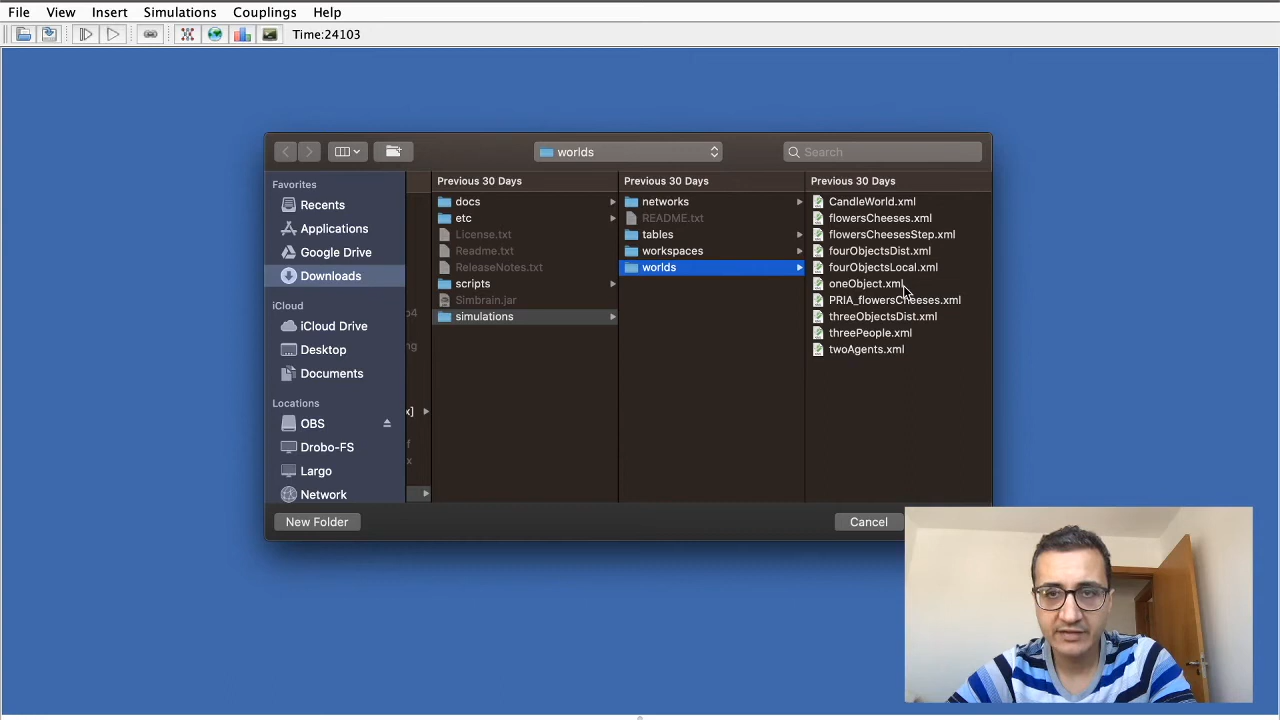 File View Insert Simulations Couplings Help
Time:24103
worlds
Search
Favorites
Recents
Applications
Google Drive
Downloads
iCloud
iCloud Drive
Desktop
Documents
Locations
OBS
Drobo-FS
Largo
Network
p4
ng
x]
f
x
Previous 30 Days
docs
etc
License.txt
Readme.txt
ReleaseNotes.txt
scripts
Simbrain.jar
simulations
Previous 30 Days
networks
README.txt
tables
workspaces
worlds
Previous 30 Days
CandleWorld.xml
flowersCheeses.xml
flowersCheesesStep.xml
fourObjectsDist.xml
fourObjectsLocal.xml
oneObject.xml
PRIA_flowersCheeses.xml
threeObjectsDist.xml
threePeople.xml
twoAgents.xml
New Folder
Cancel